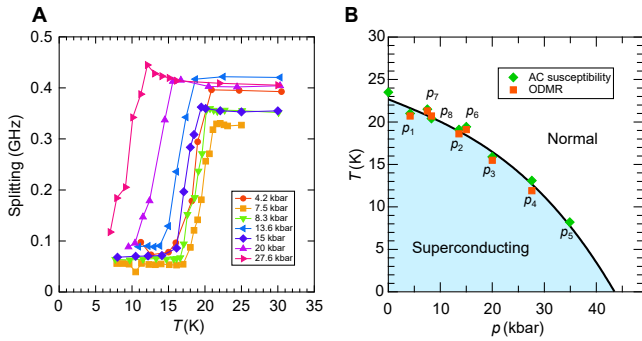 A
Splitting (GHz)
0.5
0.4
0.3
0.2
0.1
0
0 5 10 15 20 25 30 35
T(K)
4.2 kbar
7.5 kbar
8.3 kbar
13.6 kbar
15 kbar
20 kbar
27.6 kbar
B
T(K)
30
25
20
15
10
5
0
0 10 20 30 40
p (kbar)
AC susceptibility
ODMR
Normal
Superconducting
p7
p1
p8
p6
p2
p3
p4
p5